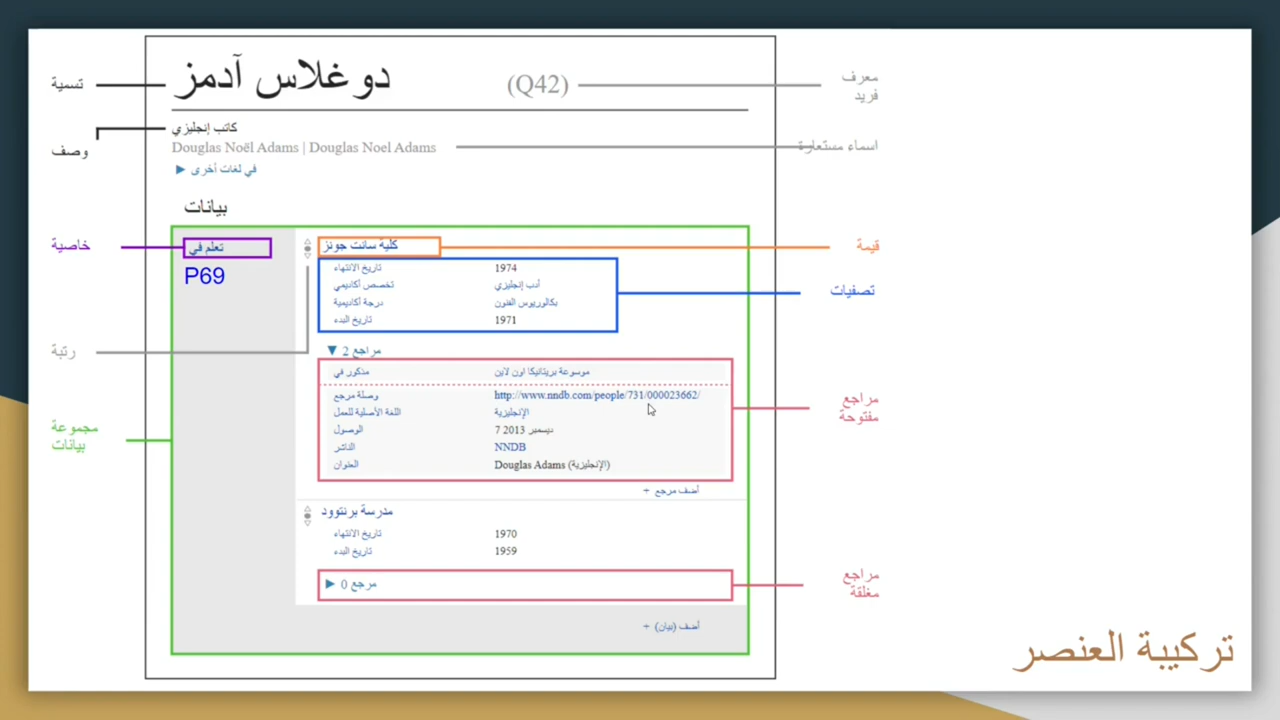 دوغلاس آدمز
(Q42)
تسمية
معرف
فريد
كاتب إنجليزي
وصف
Douglas Noël Adams | Douglas Noel Adams
اسماء مستعارة
في لغات أخرى
بيانات
خاصية
تعلم في
P69
كلية سانت جونز
قيمة
تاريخ الانتهاء 1974
تخصص أكاديمي أدب إنجليزي
درجة أكاديمية بكالوريوس الفنون
تاريخ البدء 1971
تصفيات
رتبة
2 مراجع
مذكور في موسوعة بريتانيكا اون لاين
وصلة مرجع http://www.nndb.com/people/731/000023662/
اللغة الأصلية للعمل الإنجليزية
الوصول 7 ديسمبر 2013
الناشر NNDB
العنوان Douglas Adams (الإنجليزية)
مراجع
مفتوحة
مجموعة
بيانات
أضف مرجع +
مدرسة برنتوود
تاريخ الانتهاء 1970
تاريخ البدء 1959
0 مرجع
مراجع
مغلقة
أضف (بيان) +
تركيبة العنصر